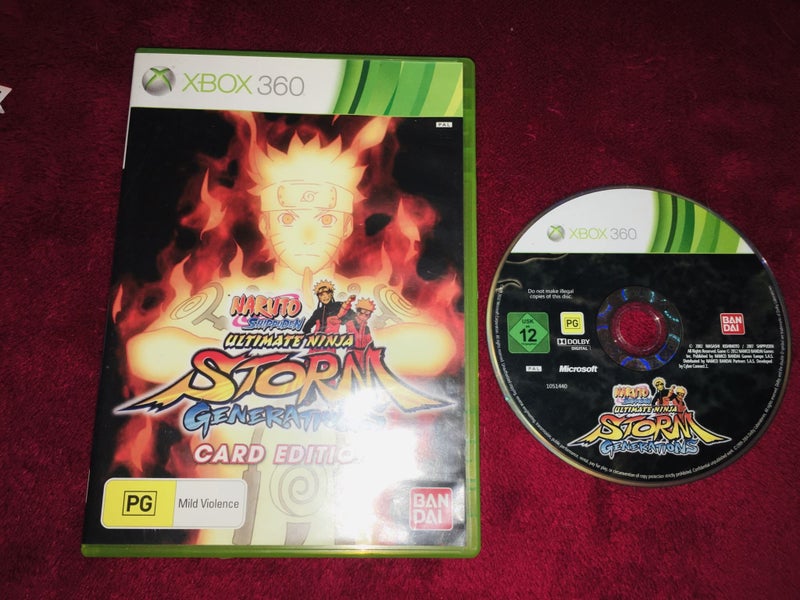 XBOX 360
PAL
NARUTO
SHIPPUDEN
ULTIMATE NINJA
STORM
GENERATIONS
CARD EDITION
PG
Mild Violence
BAN
DAI
XBOX 360
Do not make illegal
copies of this disc.
USK
12
PG
DOLBY
DIGITAL
BAN
DAI
PAL
Microsoft
1051440
NARUTO
SHIPPUDEN
ULTIMATE NINJA
STORM
GENERATIONS